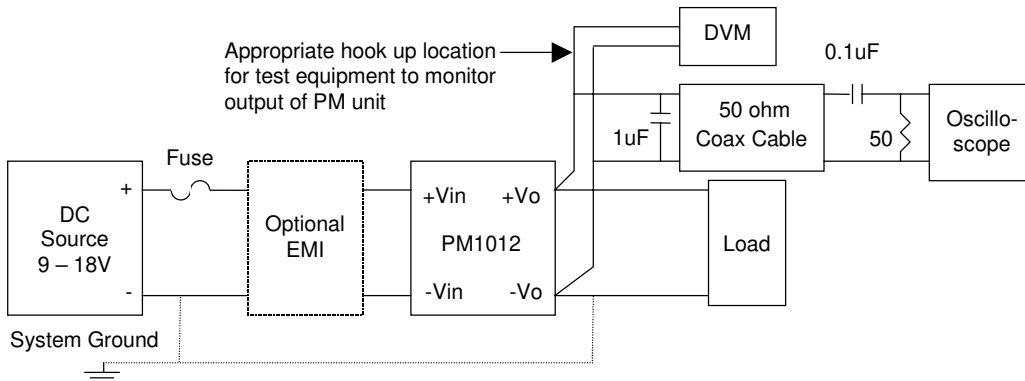 Appropriate hook up location
for test equipment to monitor
output of PM unit
DVM
0.1uF
1uF
50 ohm
Coax Cable
50
Oscillo-
scope
Fuse
+
DC
Source
9 – 18V
-
Optional
EMI
+Vin +Vo
PM1012
-Vin -Vo
Load
System Ground